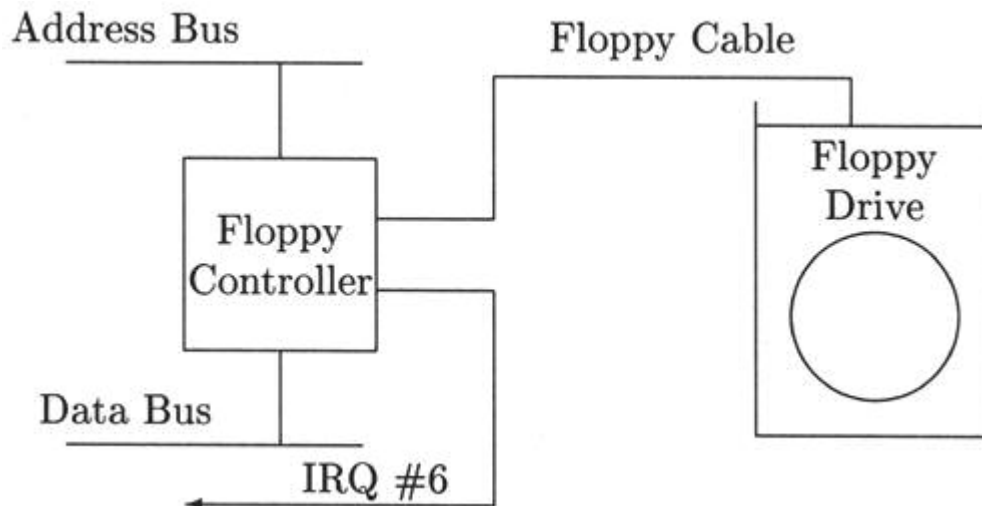 Address Bus
Floppy Cable
Floppy
Drive
Floppy
Controller
Data Bus
IRQ #6